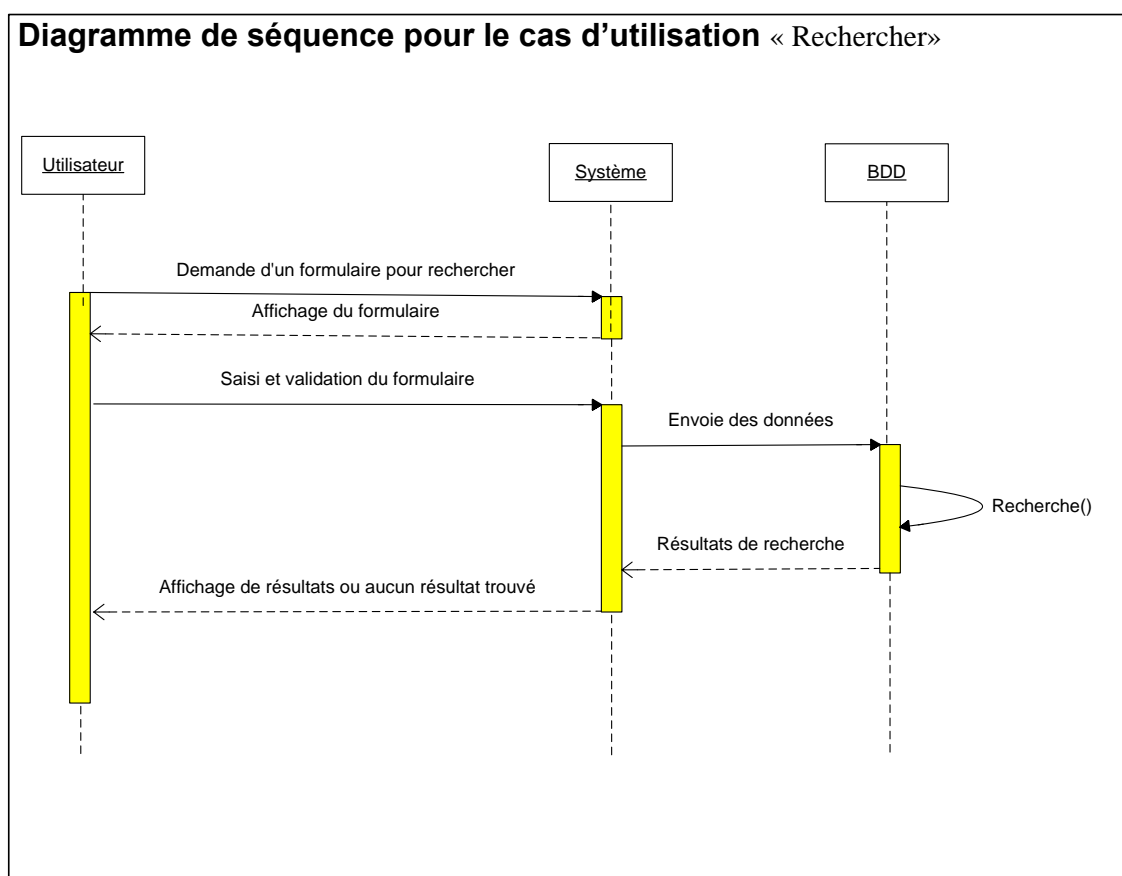 Diagramme de séquence pour le cas d’utilisation « Rechercher»
Utilisateur
Système
BDD
Demande d'un formulaire pour rechercher
Affichage du formulaire
Saisi et validation du formulaire
Envoie des données
Recherche()
Résultats de recherche
Affichage de résultats ou aucun résultat trouvé